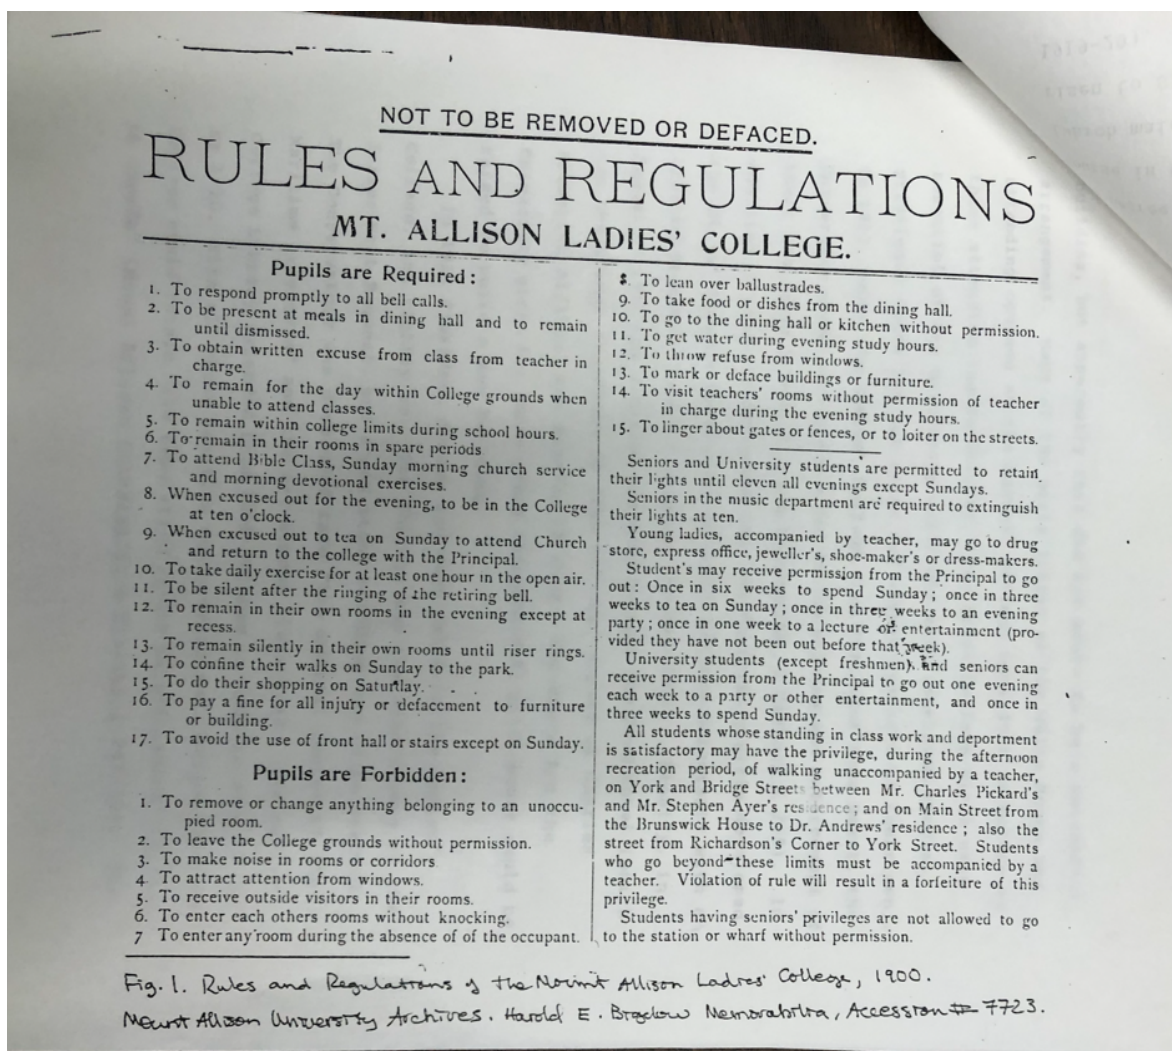 NOT TO BE REMOVED OR DEFACED.
RULES AND REGULATIONS
MT. ALLISON LADIES' COLLEGE.
Pupils are Required:
1. To respond promptly to all bell calls.
2. To be present at meals in dining hall and to remain
until dismissed.
3. To obtain written excuse from class from teacher in
charge.
4. To remain for the day within College grounds when
unable to attend classes.
5. To remain within college limits during school hours.
6. To remain in their rooms in spare periods
7. To attend Bible Class, Sunday morning church service
and morning devotional exercises.
8. When excused out for the evening, to be in the College
at ten o'clock.
9. When excused out to tea on Sunday to attend Church
and return to the college with the Principal.
10. To take daily exercise for at least one hour in the open air.
11. To be silent after the ringing of the retiring bell.
12. To remain in their own rooms in the evening except at
recess.
13. To remain silently in their own rooms until riser rings.
14. To confine their walks on Sunday to the park.
15. To do their shopping on Saturday.
16. To pay a fine for all injury or defacement to furniture
or building.
17. To avoid the use of front hall or stairs except on Sunday.
Pupils are Forbidden:
1. To remove or change anything belonging to an unoccu-
pied room.
2. To leave the College grounds without permission.
3. To make noise in rooms or corridors
4. To attract attention from windows.
5. To receive outside visitors in their rooms.
6. To enter each others rooms without knocking.
7 To enter any room during the absence of of the occupant.
8. To lean over ballustrades.
9. To take food or dishes from the dining hall.
10. To go to the dining hall or kitchen without permission.
11. To get water during evening study hours.
12. To throw refuse from windows.
13. To mark or deface buildings or furniture.
14. To visit teachers' rooms without permission of teacher
in charge during the evening study hours.
15. To linger about gates or fences, or to loiter on the streets.
Seniors and University students are permitted to retain
their lights until eleven all evenings except Sundays.
Seniors in the music department are required to extinguish
their lights at ten.
Young ladies, accompanied by teacher, may go to drug
store, express office, jeweller's, shoe-maker's or dress-makers.
Student's may receive permission from the Principal to go
out: Once in six weeks to spend Sunday; once in three
weeks to tea on Sunday; once in three weeks to an evening
party; once in one week to a lecture or entertainment (pro-
vided they have not been out before that week).
University students (except freshmen), and seniors can
receive permission from the Principal to go out one evening
each week to a party or other entertainment, and once in
three weeks to spend Sunday.
All students whose standing in class work and deportment
is satisfactory may have the privilege, during the afternoon
recreation period, of walking unaccompanied by a teacher,
on York and Bridge Streets between Mr. Charles Pickard's
and Mr. Stephen Ayer's residence; and on Main Street from
the Brunswick House to Dr. Andrews' residence; also the
street from Richardson's Corner to York Street. Students
who go beyond these limits must be accompanied by a
teacher. Violation of rule will result in a forfeiture of this
privilege.
Students having seniors' privileges are not allowed to go
to the station or wharf without permission.
Fig. 1. Rules and Regulations of the Mount Allison Ladies' College, 1900.
Mount Allison University Archives. Harold E. Bigelow Memorabilia, Accession # 7723.